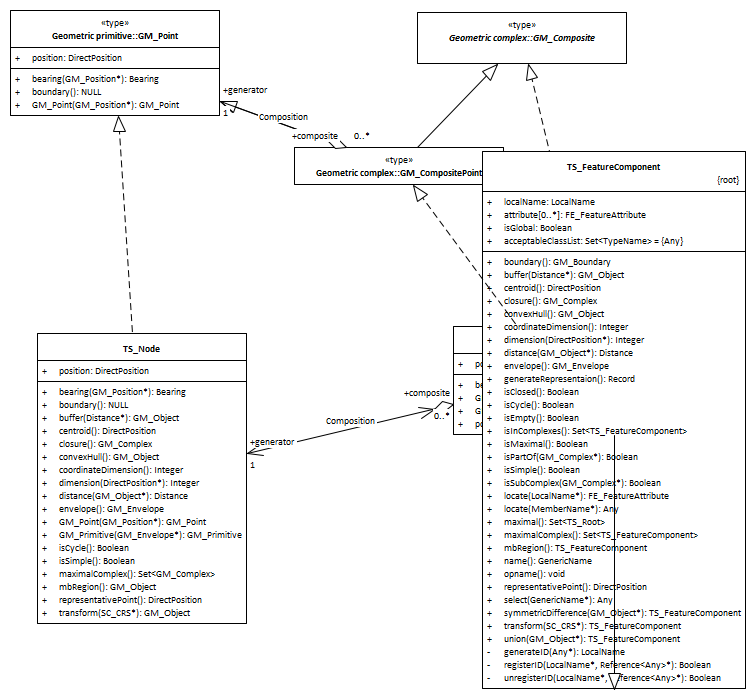 «type»
Geometric primitive::GM_Point
+ position: DirectPosition
+ bearing(GM_Position*): Bearing
+ boundary(): NULL
+ GM_Point(GM_Position*): GM_Point
«type»
Geometric complex::GM_Composite
+generator
1
Composition
+composite 0..*
«type»
Geometric complex::GM_CompositePoint
TS_FeatureComponent
{root}
+ localName: LocalName
+ attribute[0..*]: FE_FeatureAttribute
+ isGlobal: Boolean
+ acceptableClassList: Set<TypeName> = {Any}
+ boundary(): GM_Boundary
+ buffer(Distance*): GM_Object
+ centroid(): DirectPosition
+ closure(): GM_Complex
+ convexHull(): GM_Object
+ coordinateDimension(): Integer
+ dimension(DirectPosition*): Integer
+ distance(GM_Object*): Distance
+ envelope(): GM_Envelope
+ generateRepresentaion(): Record
+ isClosed(): Boolean
+ isCycle(): Boolean
+ isEmpty(): Boolean
+ isInComplexes(): Set<TS_FeatureComponent>
+ isMaximal(): Boolean
+ isPartOf(GM_Complex*): Boolean
+ isSimple(): Boolean
+ isSubComplex(GM_Complex*): Boolean
+ locate(LocalName*): FE_FeatureAttribute
+ locate(MemberName*): Any
+ maximal(): Set<TS_Root>
+ maximalComplex(): Set<TS_FeatureComponent>
+ mbRegion(): TS_FeatureComponent
+ name(): GenericName
+ opname(): void
+ representativePoint(): DirectPosition
+ select(GenericName*): Any
+ symmetricDifference(GM_Object*): TS_FeatureComponent
+ transform(SC_CRS*): TS_FeatureComponent
+ union(GM_Object*): TS_FeatureComponent
- generateID(Any*): LocalName
- registerID(LocalName*, Reference<Any>*): Boolean
- unregisterID(LocalName*, Reference<Any>*): Boolean
TS_Node
+ position: DirectPosition
+ bearing(GM_Position*): Bearing
+ boundary(): NULL
+ buffer(Distance*): GM_Object
+ centroid(): DirectPosition
+ closure(): GM_Complex
+ convexHull(): GM_Object
+ coordinateDimension(): Integer
+ dimension(DirectPosition*): Integer
+ distance(GM_Object*): Distance
+ envelope(): GM_Envelope
+ GM_Point(GM_Position*): GM_Point
+ GM_Primitive(GM_Envelope*): GM_Primitive
+ isCycle(): Boolean
+ isSimple(): Boolean
+ maximalComplex(): Set<GM_Complex>
+ mbRegion(): GM_Object
+ representativePoint(): DirectPosition
+ transform(SC_CRS*): GM_Object
+generator
1
Composition
+composite
0..*
+ po
+ be
+ G
+ G
+ po